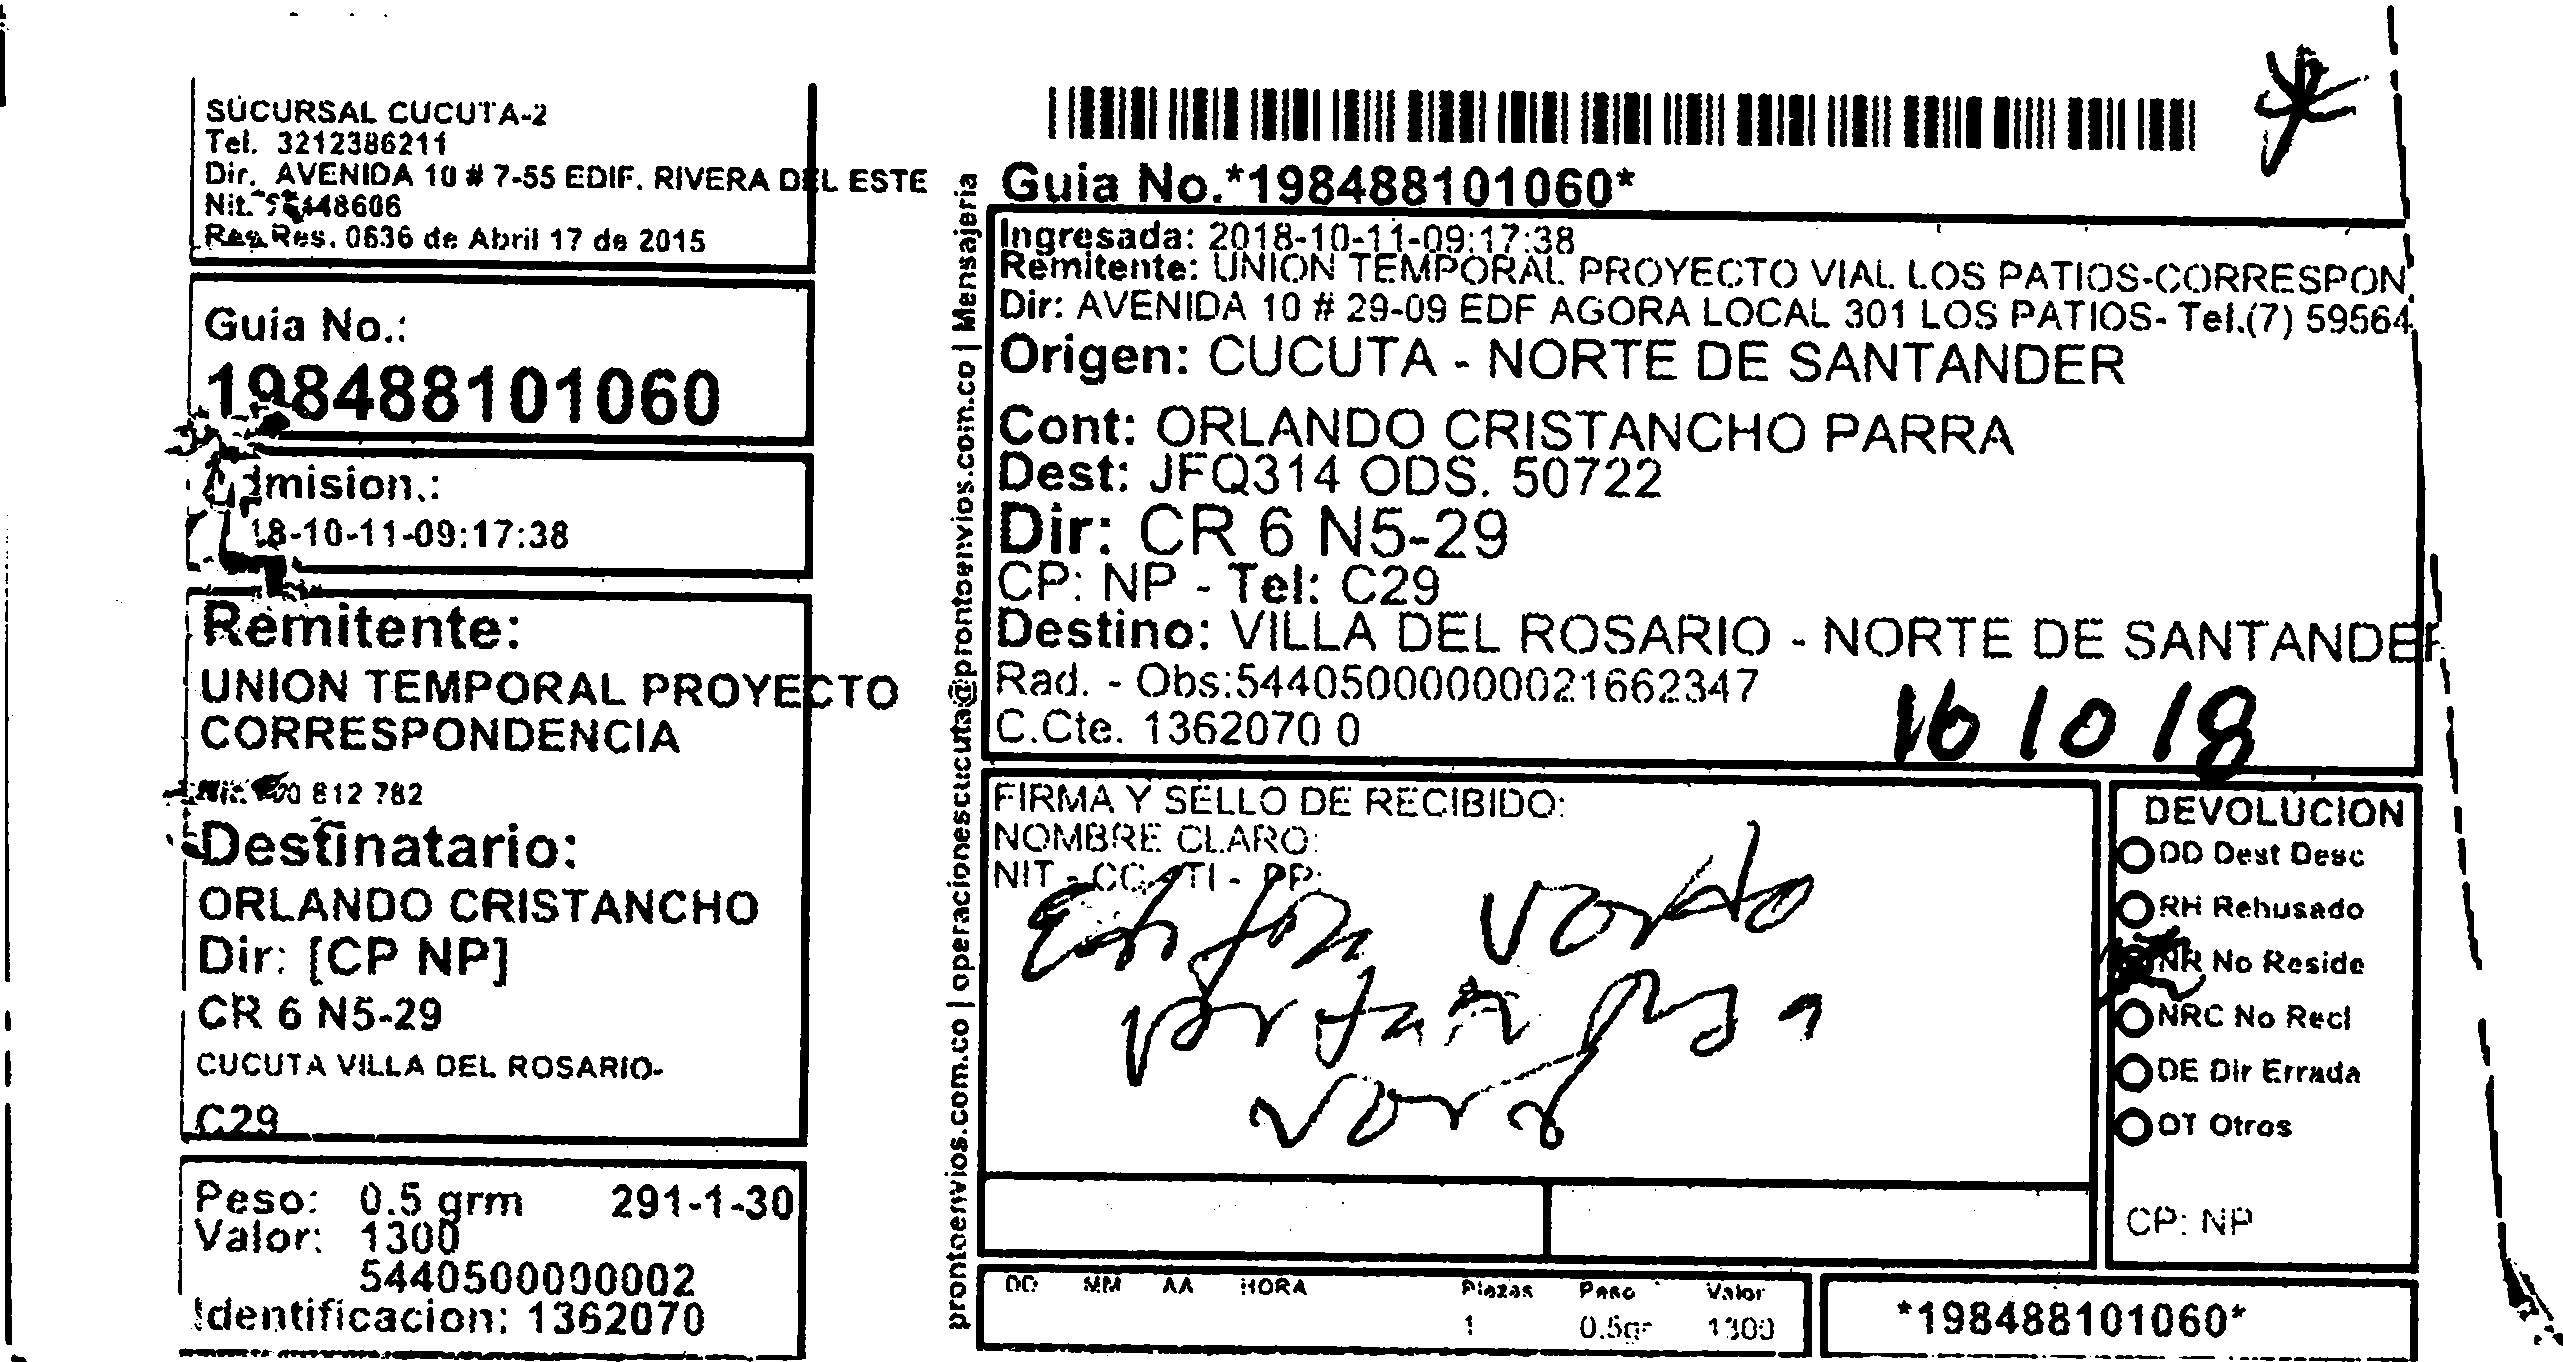 SUCURSAL CUCUTA-2
Tel. 3212386211
Dir. AVENIDA 10 # 7-55 EDIF. RIVERA DEL ESTE
Nit.
Res. 0636 de Abril 17 de 2015
Guia No.:
198488101060
18-10-11-09:17:38
Remitente:
UNION TEMPORAL PROYECTO
CORRESPONDENCIA
812 782
Destinatario:
ORLANDO CRISTANCHO
Dir: [CP NP]
CR 6 N5-29
CUCUTA VILLA DEL ROSARIO-
C29
Peso: 0.5 grm 291-1-30
Valor: 1300
5440500000002
Identificacion: 1362070
prontoenvios.com.co | operacionescucuta@prontoenvios.com.co | Mensajeria
Guia No.*198488101060*
Ingresada: 2018-10-11-09:17:38
Remitente: UNION TEMPORAL PROYECTO VIAL LOS PATIOS-CORRESPON
Dir: AVENIDA 10 # 29-09 EDF AGORA LOCAL 301 LOS PATIOS- Tel.(7) 59564
Origen: CUCUTA - NORTE DE SANTANDER
Cont: ORLANDO CRISTANCHO PARRA
Dest: JFQ314 ODS. 50722
Dir: CR 6 N5-29
CP: NP - Tel: C29
Destino: VILLA DEL ROSARIO - NORTE DE SANTANDER
Rad. - Obs:544050000000021662347
C.Cte. 1362070 0
16 10 18
FIRMA Y SELLO DE RECIBIDO:
NOMBRE CLARO:
NIT - CC - TI - PP:
DEVOLUCION
DD Dest Desc
RH Rehusado
NR No Reside
NRC No Recl
DE Dir Errada
OT Otros
CP: NP
DD MM AA HORA Piezas Peso Valor
1 0.5gr 1300
*198488101060*